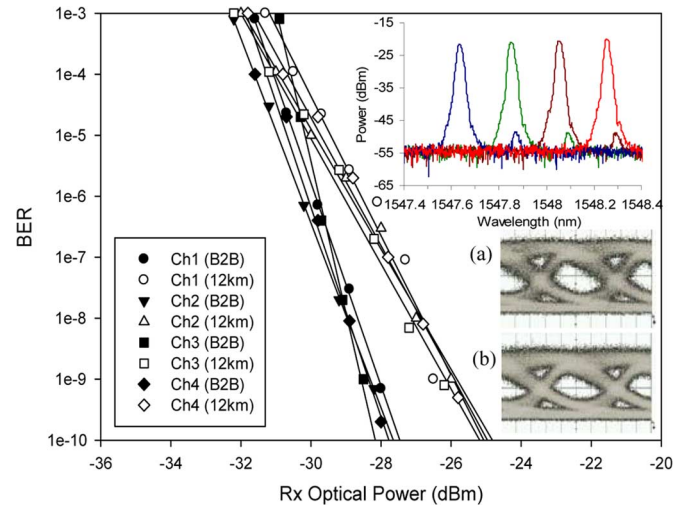 1e-3
1e-4
1e-5
1e-6
1e-7
1e-8
1e-9
1e-10
BER
-36 -34 -32 -30 -28 -26 -24 -22 -20
Rx Optical Power (dBm)
Ch1 (B2B)
Ch1 (12km)
Ch2 (B2B)
Ch2 (12km)
Ch3 (B2B)
Ch3 (12km)
Ch4 (B2B)
Ch4 (12km)
-15
-25
-35
-45
-55
-65
Power (dBm)
1547.4 1547.6 1547.8 1548 1548.2 1548.4
Wavelength (nm)
(a)
(b)